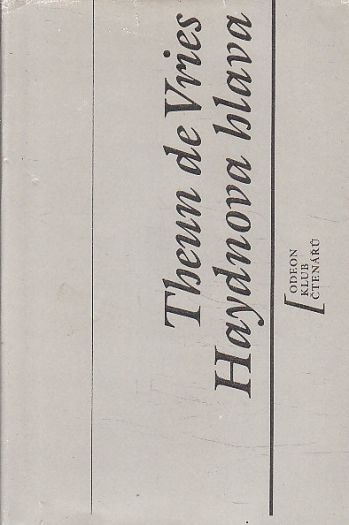 Theun de Vries
Haydnova hlava
ODEON
KLUB
ČTENÁŘŮ